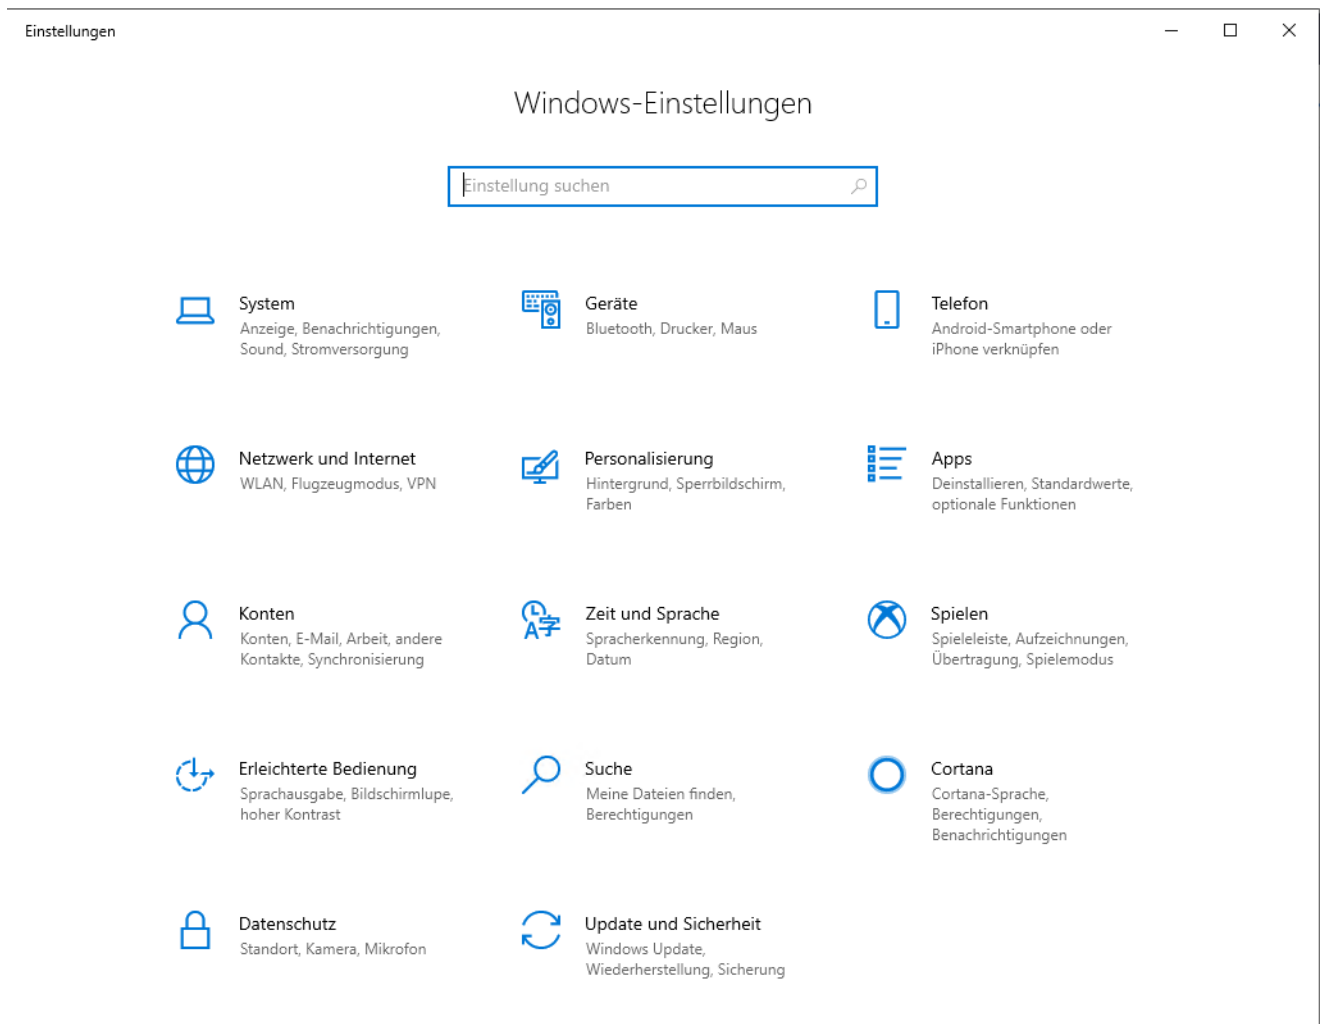 Einstellungen
Windows-Einstellungen
Einstellung suchen
System
Anzeige, Benachrichtigungen,
Sound, Stromversorgung
Geräte
Bluetooth, Drucker, Maus
Telefon
Android-Smartphone oder
iPhone verknüpfen
Netzwerk und Internet
WLAN, Flugzeugmodus, VPN
Personalisierung
Hintergrund, Sperrbildschirm,
Farben
Apps
Deinstallieren, Standardwerte,
optionale Funktionen
Konten
Konten, E-Mail, Arbeit, andere
Kontakte, Synchronisierung
Zeit und Sprache
Spracherkennung, Region,
Datum
Spielen
Spieleleiste, Aufzeichnungen,
Übertragung, Spielemodus
Erleichterte Bedienung
Sprachausgabe, Bildschirmlupe,
hoher Kontrast
Suche
Meine Dateien finden,
Berechtigungen
Cortana
Cortana-Sprache,
Berechtigungen,
Benachrichtigungen
Datenschutz
Standort, Kamera, Mikrofon
Update und Sicherheit
Windows Update,
Wiederherstellung, Sicherung